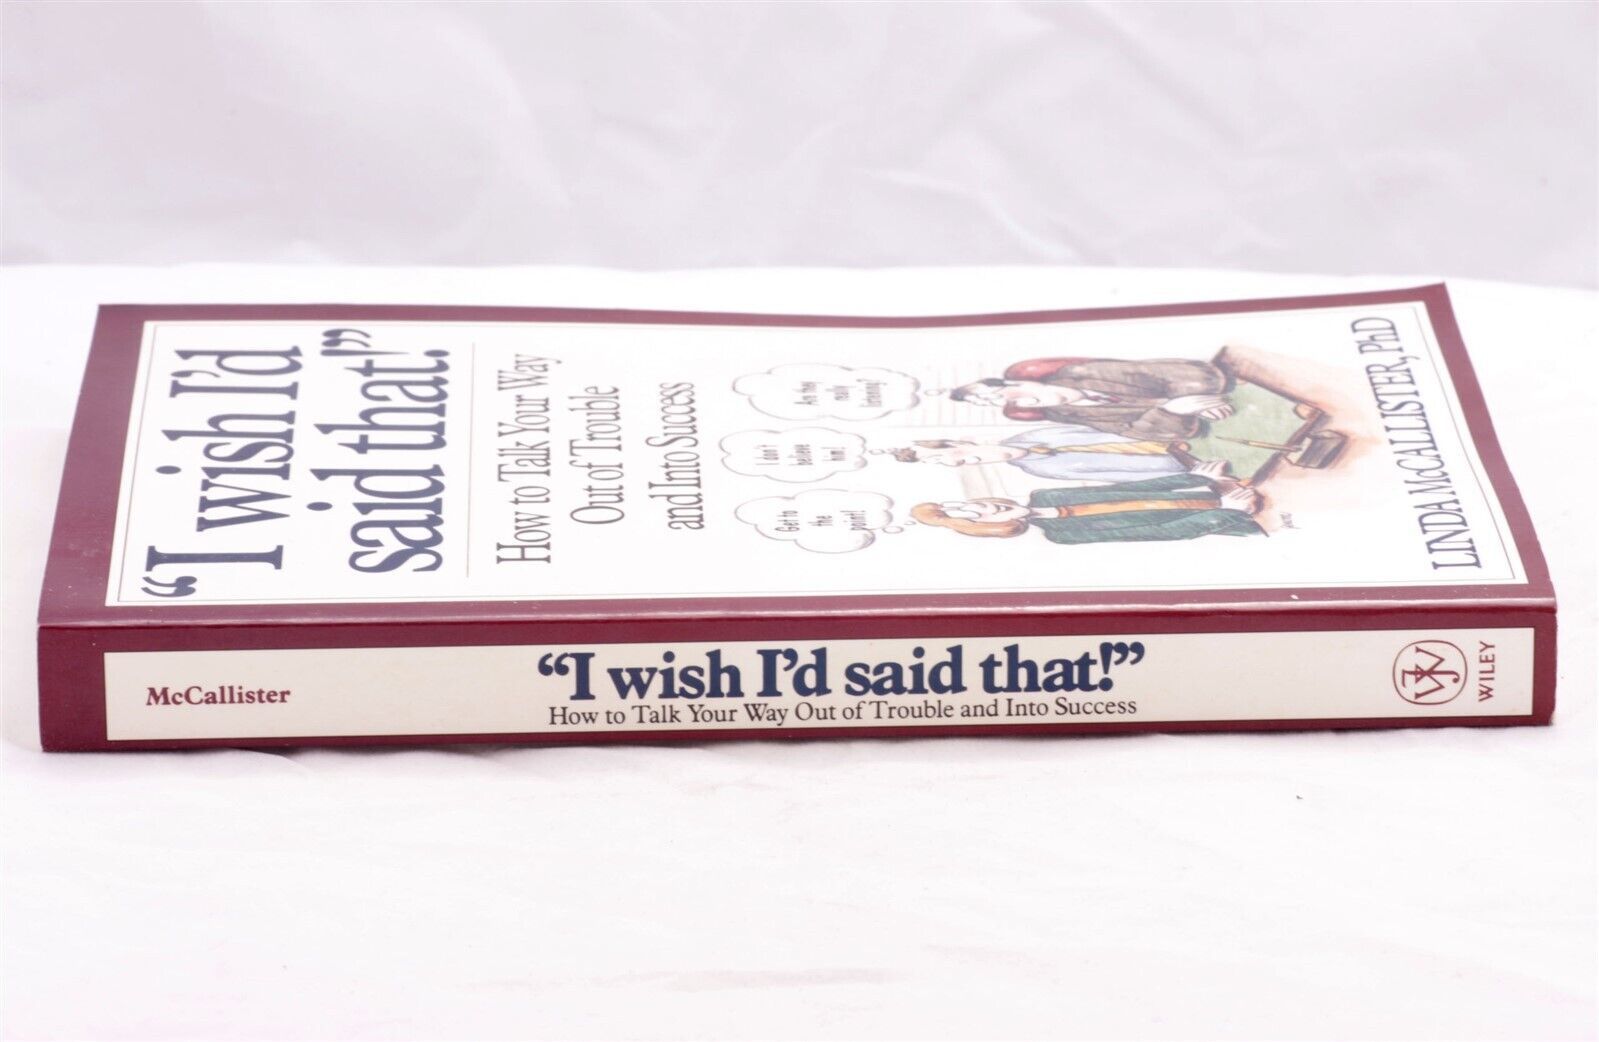 “I wish I’d
said that!”
How to Talk Your Way
Out of Trouble
and Into Success
Are they
really
listening?
I don’t
believe
him!
Get to
the
point!
LINDA McCALLISTER, PhD
McCallister
“I wish I’d said that!”
How to Talk Your Way Out of Trouble and Into Success
WILEY